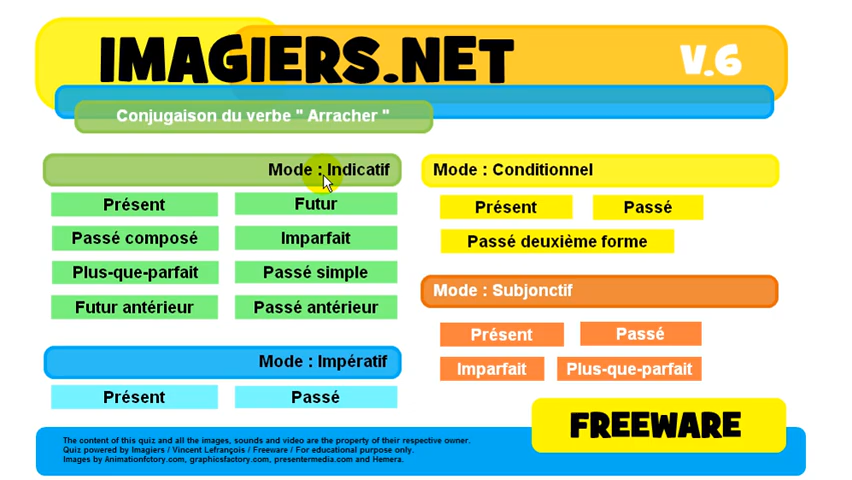 IMAGIERS.NET
V.6
Conjugaison du verbe " Arracher "
Mode : Indicatif
Présent
Futur
Passé composé
Imparfait
Plus-que-parfait
Passé simple
Futur antérieur
Passé antérieur
Mode : Impératif
Présent
Passé
Mode : Conditionnel
Présent
Passé
Passé deuxième forme
Mode : Subjonctif
Présent
Passé
Imparfait
Plus-que-parfait
FREEWARE
The content of this quiz and all the images, sounds and video are the property of their respective owner.
Quiz powered by Imagiers / Vincent Lefrançois / Freeware / For educational purpose only.
Images by Animationfctory.com, graphicsfactory.com, presentermedia.com and Hemera.